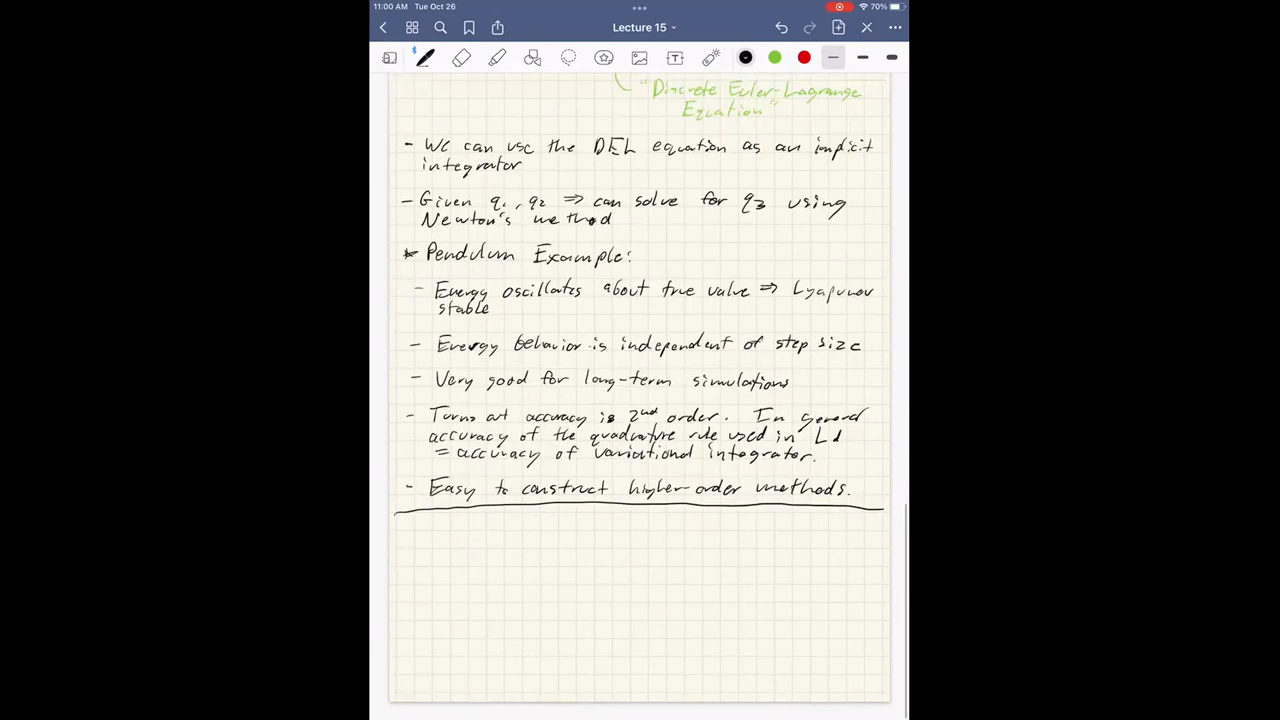 11:00 AM Tue Oct 26
70%
Lecture 15
"Discrete Euler-Lagrange
Equation"
- We can use the DEL equation as an implicit
integrator
- Given q1, q2 ⇒ can solve for q3 using
Newton's method
* Pendulum Example:
- Energy oscillates about true value ⇒ Lyapunov
stable
- Energy behavior is independent of step size
- Very good for long-term simulations
- Turns out accuracy is 2nd order. In general
accuracy of the quadrature rule used in Ld
= accuracy of variational integrator.
- Easy to construct higher-order methods.